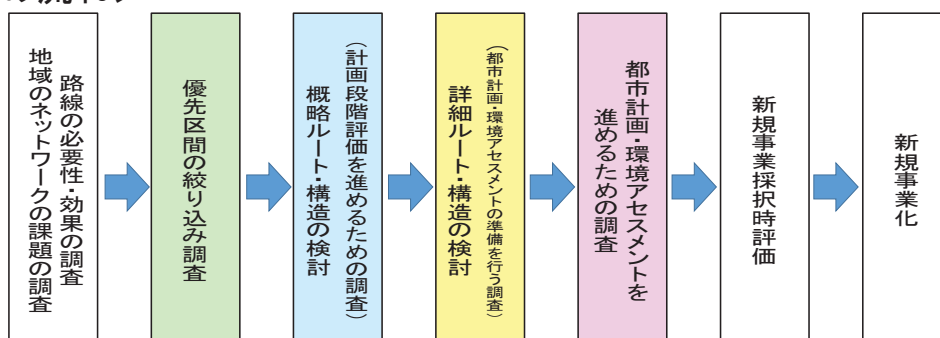 路線の必要性・効果の調査
地域のネットワークの課題の調査
優先区間の絞り込み調査
(計画段階評価を進めるための調査)
概略ルート・構造の検討
(都市計画・環境アセスメントの準備を行う調査)
詳細ルート・構造の検討
都市計画・環境アセスメントを
進めるための調査
新規事業採択時評価
新規事業化